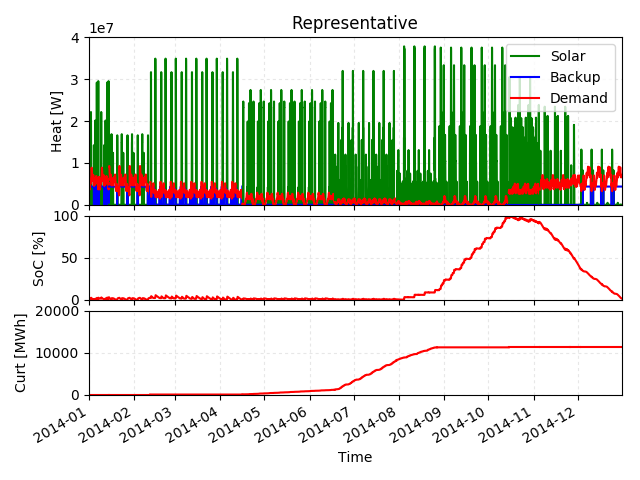 Representative
1e7
Heat [W]
4
3
2
1
0
Solar
Backup
Demand
SoC [%]
100
50
0
Curt [MWh]
20000
10000
0
2014-01
2014-02
2014-03
2014-04
2014-05
2014-06
2014-07
2014-08
2014-09
2014-10
2014-11
2014-12
Time